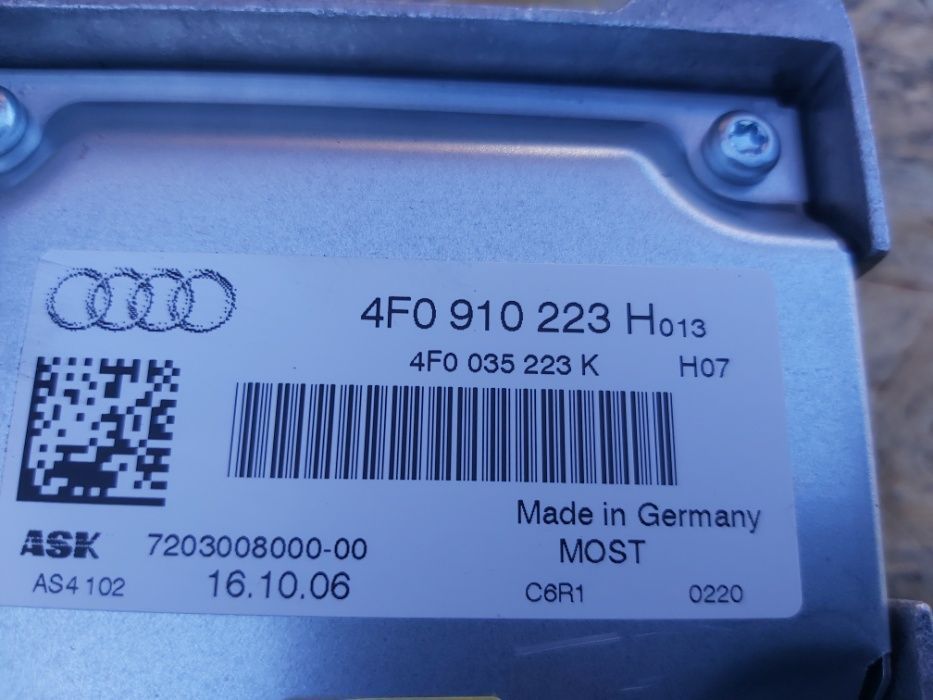 4F0 910 223 H013
4F0 035 223 K H07
Made in Germany
ASK 7203008000-00 MOST
AS4 102 16.10.06 C6R1 0220